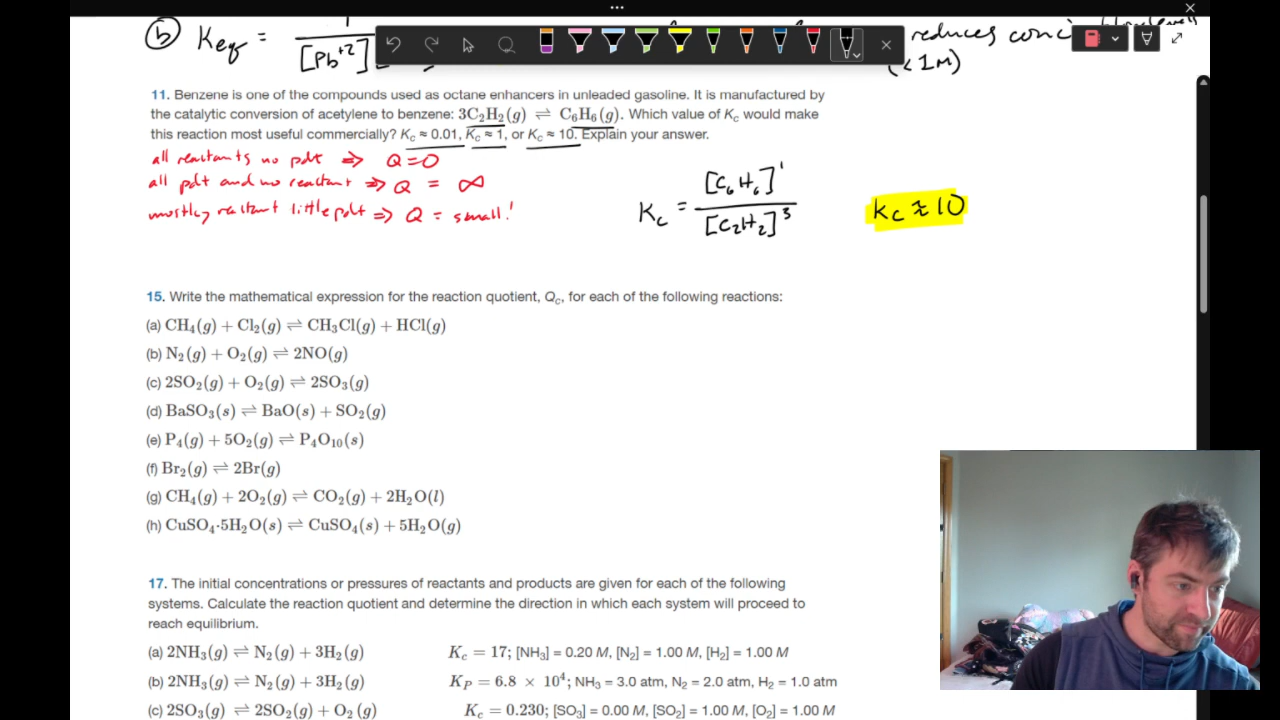 (b) Keq = 1
[Pb+2]
reduces
(< 1M)
11. Benzene is one of the compounds used as octane enhancers in unleaded gasoline. It is manufactured by
the catalytic conversion of acetylene to benzene: 3C₂H₂(g) ⇌ C₆H₆(g). Which value of Kc would make
this reaction most useful commercially? Kc ≈ 0.01, Kc ≈ 1, or Kc ≈ 10. Explain your answer.
all reactants no pdt ⇒ Q=0
all pdt and no reactant ⇒ Q = ∞
mostly reactant little pdt ⇒ Q = small!
Kc = [C6H6]¹
[C2H2]³
Kc ≈ 10
15. Write the mathematical expression for the reaction quotient, Qc, for each of the following reactions:
(a) CH₄(g) + Cl₂(g) ⇌ CH₃Cl(g) + HCl(g)
(b) N₂(g) + O₂(g) ⇌ 2NO(g)
(c) 2SO₂(g) + O₂(g) ⇌ 2SO₃(g)
(d) BaSO₃(s) ⇌ BaO(s) + SO₂(g)
(e) P₄(g) + 5O₂(g) ⇌ P₄O₁₀(s)
(f) Br₂(g) ⇌ 2Br(g)
(g) CH₄(g) + 2O₂(g) ⇌ CO₂(g) + 2H₂O(l)
(h) CuSO₄·5H₂O(s) ⇌ CuSO₄(s) + 5H₂O(g)
17. The initial concentrations or pressures of reactants and products are given for each of the following
systems. Calculate the reaction quotient and determine the direction in which each system will proceed to
reach equilibrium.
(a) 2NH₃(g) ⇌ N₂(g) + 3H₂(g) Kc = 17; [NH₃] = 0.20 M, [N₂] = 1.00 M, [H₂] = 1.00 M
(b) 2NH₃(g) ⇌ N₂(g) + 3H₂(g) KP = 6.8 × 10⁴; NH₃ = 3.0 atm, N₂ = 2.0 atm, H₂ = 1.0 atm
(c) 2SO₃(g) ⇌ 2SO₂(g) + O₂(g) Kc = 0.230; [SO₃] = 0.00 M, [SO₂] = 1.00 M, [O₂] = 1.00 M